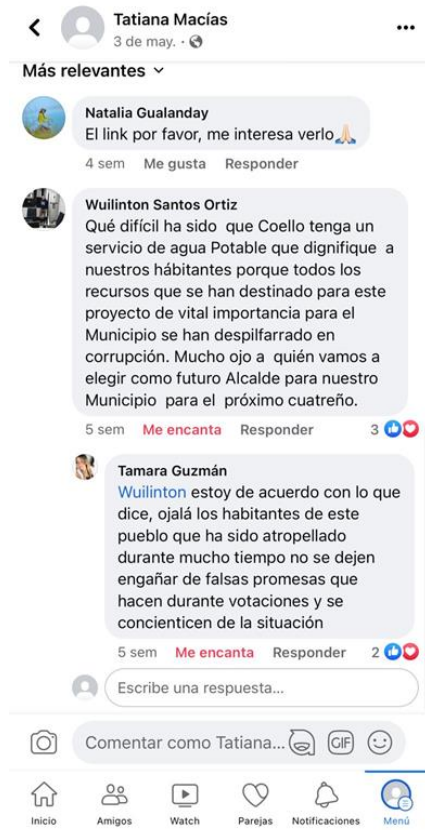 Tatiana Macías
3 de may. ·
Más relevantes
Natalia Gualanday
El link por favor, me interesa verlo
4 sem Me gusta Responder
Wuilinton Santos Ortiz
Qué difícil ha sido que Coello tenga un
servicio de agua Potable que dignifique a
nuestros hábitantes porque todos los
recursos que se han destinado para este
proyecto de vital importancia para el
Municipio se han despilfarrado en
corrupción. Mucho ojo a quién vamos a
elegir como futuro Alcalde para nuestro
Municipio para el próximo cuatreño.
5 sem Me encanta Responder 3
Tamara Guzmán
Wuilinton estoy de acuerdo con lo que
dice, ojalá los habitantes de este
pueblo que ha sido atropellado
durante mucho tiempo no se dejen
engañar de falsas promesas que
hacen durante votaciones y se
concienticen de la situación
5 sem Me encanta Responder 2
Escribe una respuesta...
Comentar como Tatiana... GIF
Inicio Amigos Watch Parejas Notificaciones Menú